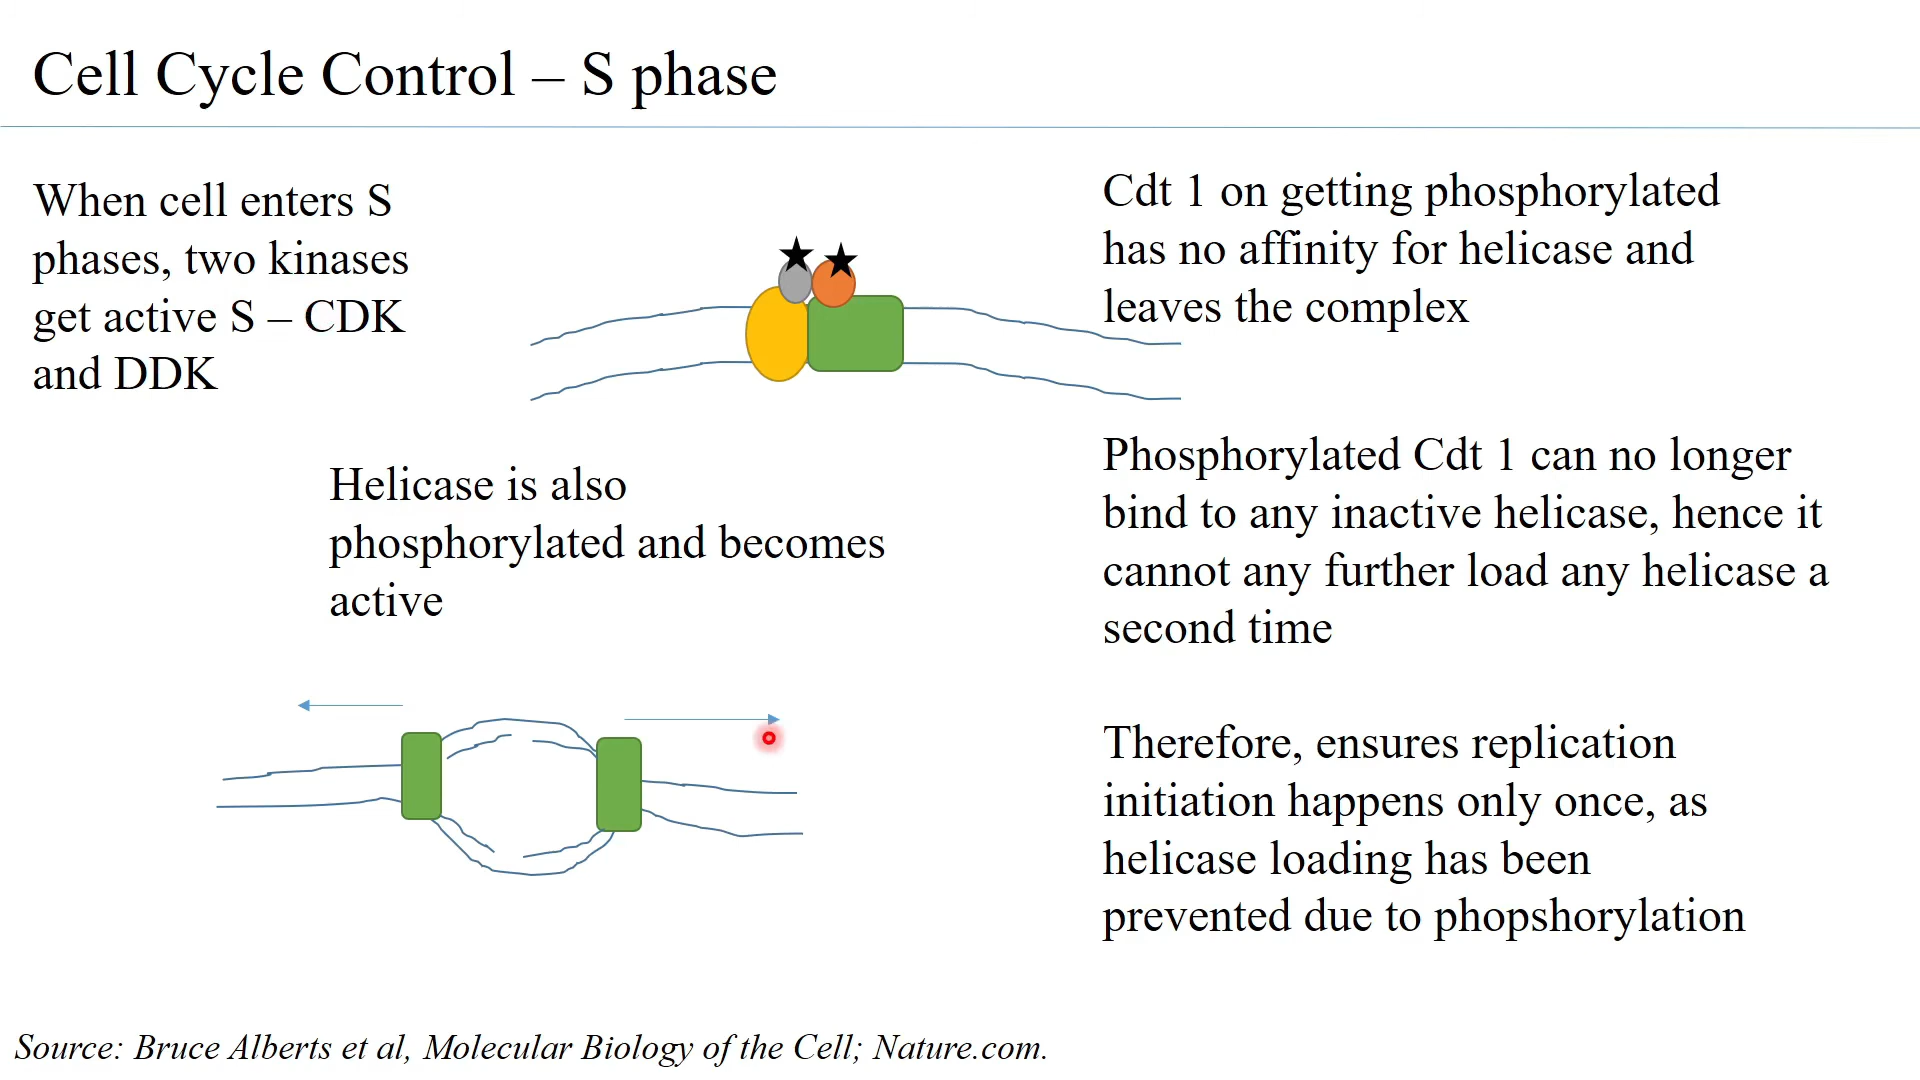 Cell Cycle Control – S phase
When cell enters S
phases, two kinases
get active S – CDK
and DDK
Cdt 1 on getting phosphorylated
has no affinity for helicase and
leaves the complex
Helicase is also
phosphorylated and becomes
active
Phosphorylated Cdt 1 can no longer
bind to any inactive helicase, hence it
cannot any further load any helicase a
second time
Therefore, ensures replication
initiation happens only once, as
helicase loading has been
prevented due to phopshorylation
Source: Bruce Alberts et al, Molecular Biology of the Cell; Nature.com.